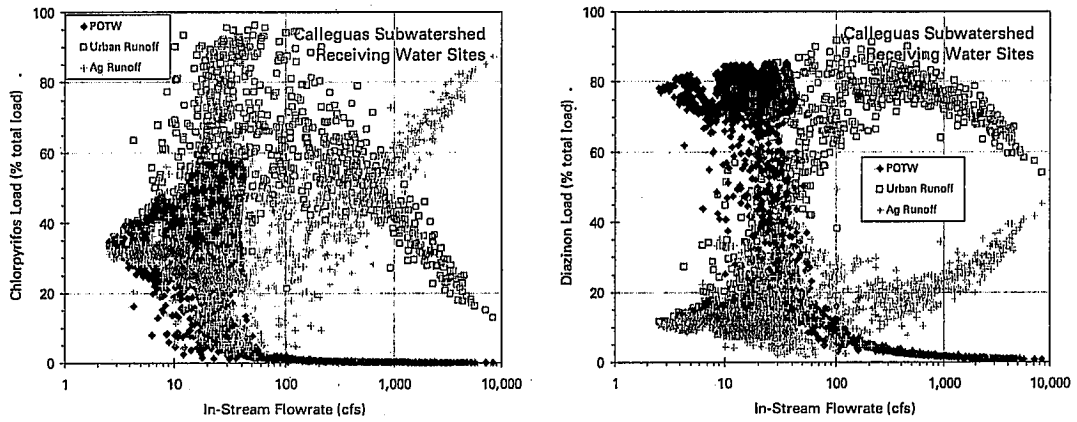 100
80
60
40
20
0
Chlorpyrifos Load (% total load)
POTW
Urban Runoff
Ag Runoff
Calleguas Subwatershed
Receiving Water Sites
1
10
100
1,000
10,000
In-Stream Flowrate (cfs)
100
80
60
40
20
0
Diazinon Load (% total load)
Calleguas Subwatershed
Receiving Water Sites
POTW
Urban Runoff
Ag Runoff
1
10
100
1,000
10,000
In-Stream Flowrate (cfs)